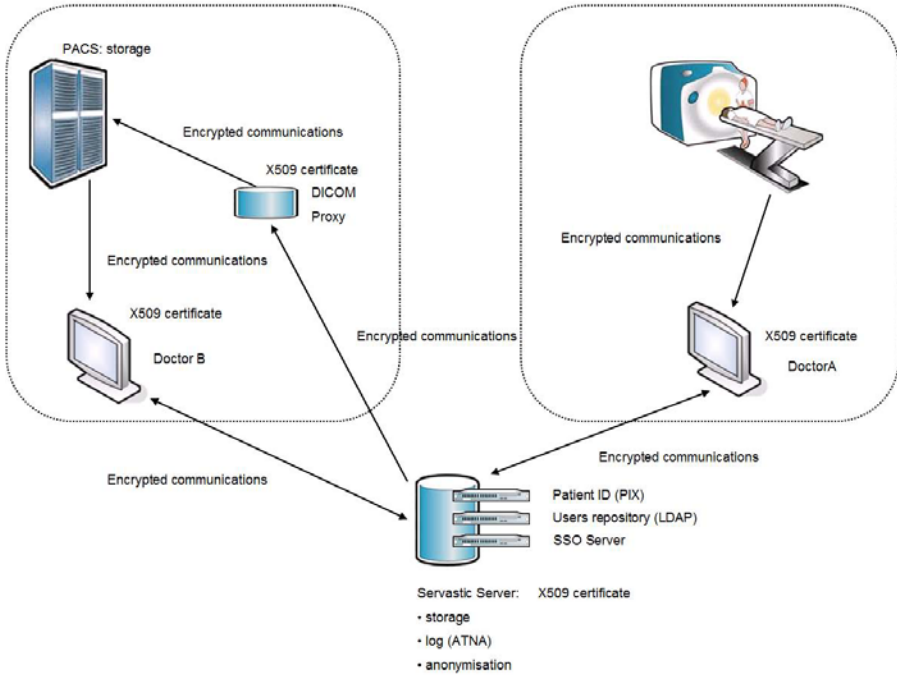 PACS: storage
Encrypted communications
X509 certificate
DICOM
Proxy
Encrypted communications
X509 certificate
Doctor B
Encrypted communications
Encrypted communications
X509 certificate
DoctorA
Encrypted communications
Encrypted communications
Patient ID (PIX)
Users repository (LDAP)
SSO Server
Servastic Server: X509 certificate
• storage
• log (ATNA)
• anonymisation